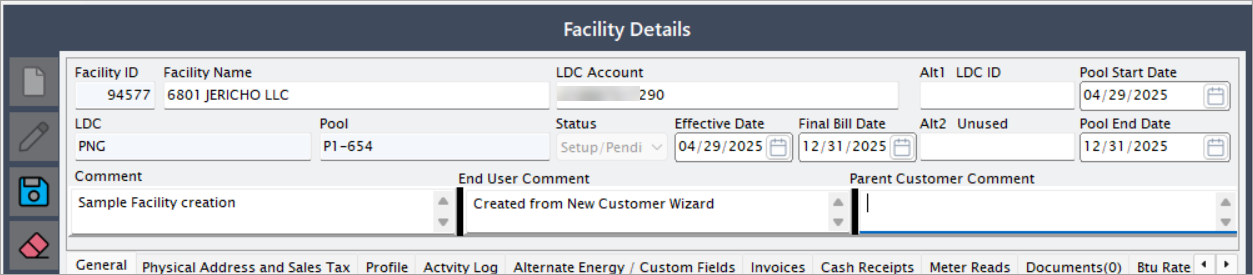 Facility Details
Facility ID Facility Name LDC Account Alt1 LDC ID Pool Start Date
94577 6801 JERICHO LLC 290 04/29/2025
LDC Pool Status Effective Date Final Bill Date Alt2 Unused Pool End Date
PNG P1-654 Setup/Pendi 04/29/2025 12/31/2025 12/31/2025
Comment End User Comment Parent Customer Comment
Sample Facility creation Created from New Customer Wizard
General Physical Address and Sales Tax Profile Actvity Log Alternate Energy / Custom Fields Invoices Cash Receipts Meter Reads Documents(0) Btu Rate